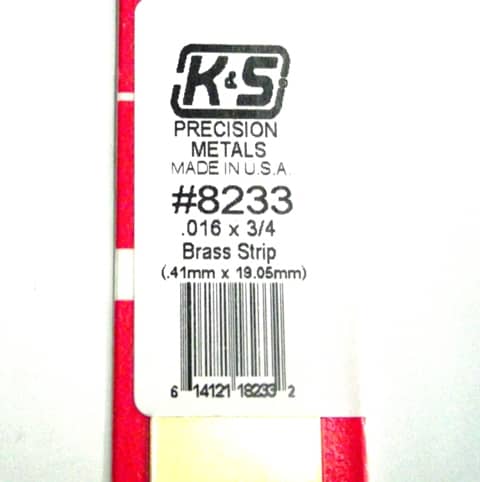 K&S®
PRECISION
METALS
MADE IN U.S.A.
#8233
.016 x 3/4
Brass Strip
(.41mm x 19.05mm)
6 14121 18233 2